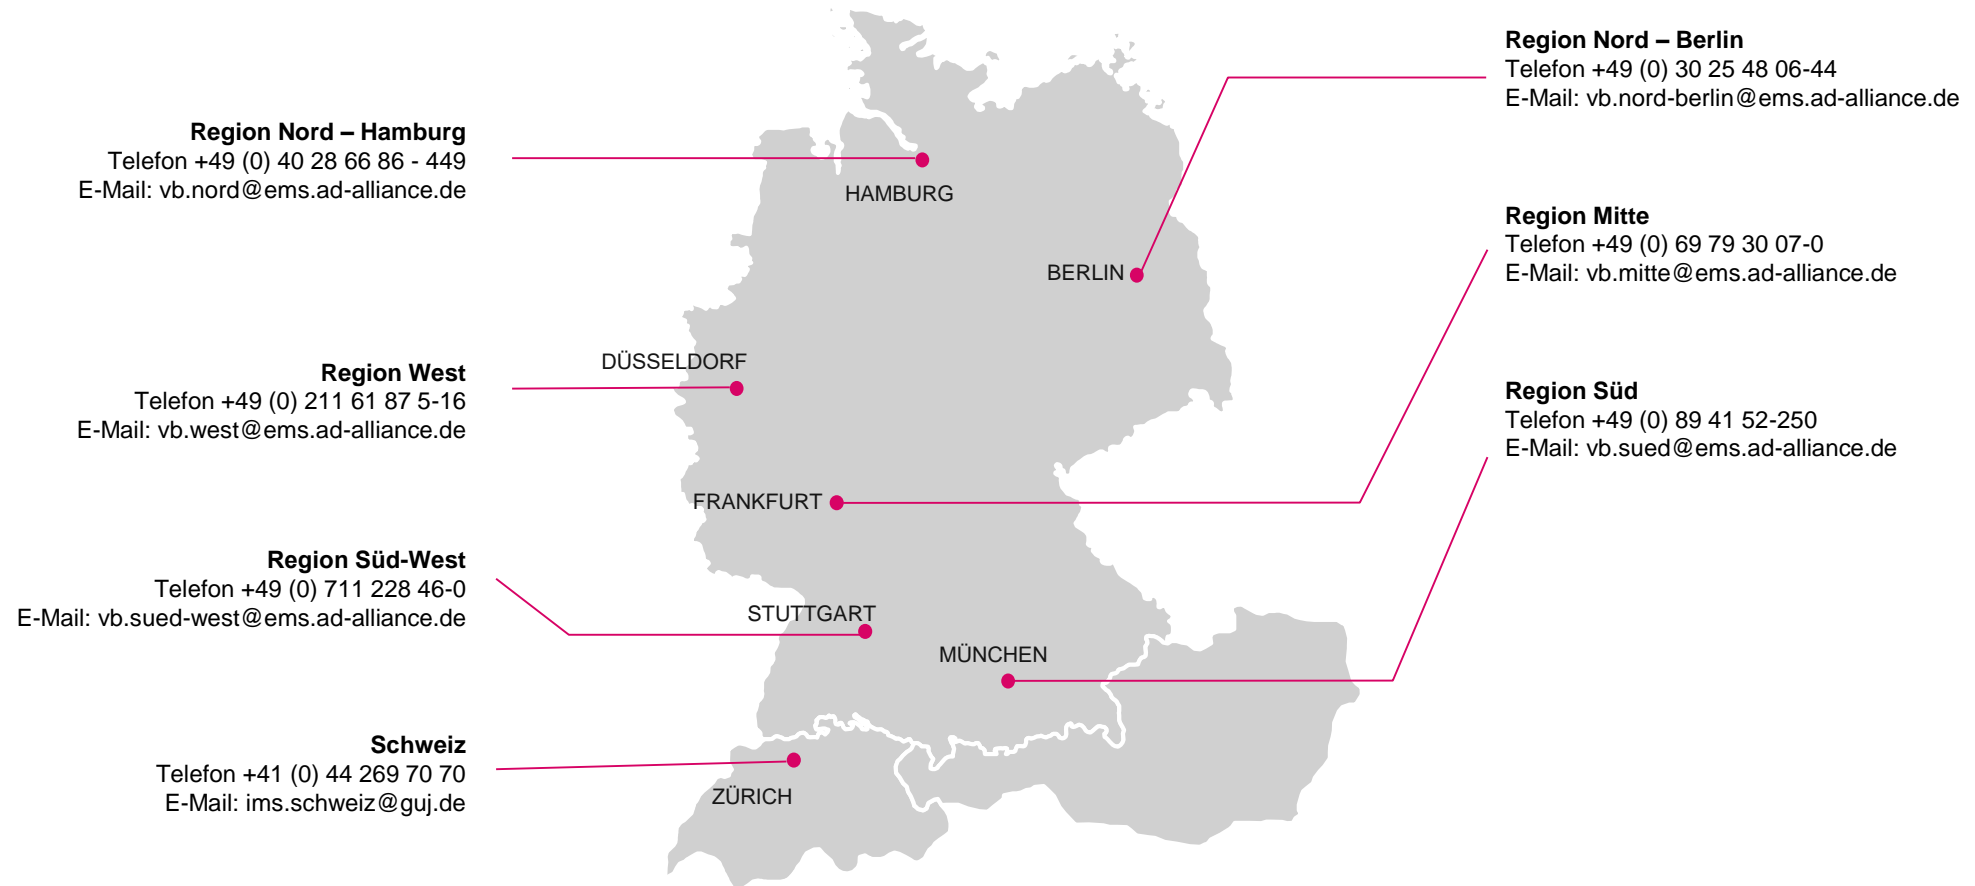 Region Nord – Hamburg
Telefon +49 (0) 40 28 66 86 - 449
E-Mail: vb.nord@ems.ad-alliance.de
Region West
Telefon +49 (0) 211 61 87 5-16
E-Mail: vb.west@ems.ad-alliance.de
Region Süd-West
Telefon +49 (0) 711 228 46-0
E-Mail: vb.sued-west@ems.ad-alliance.de
Schweiz
Telefon +41 (0) 44 269 70 70
E-Mail: ims.schweiz@guj.de
HAMBURG
BERLIN
DÜSSELDORF
FRANKFURT
STUTTGART
MÜNCHEN
ZÜRICH
Region Nord – Berlin
Telefon +49 (0) 30 25 48 06-44
E-Mail: vb.nord-berlin@ems.ad-alliance.de
Region Mitte
Telefon +49 (0) 69 79 30 07-0
E-Mail: vb.mitte@ems.ad-alliance.de
Region Süd
Telefon +49 (0) 89 41 52-250
E-Mail: vb.sued@ems.ad-alliance.de